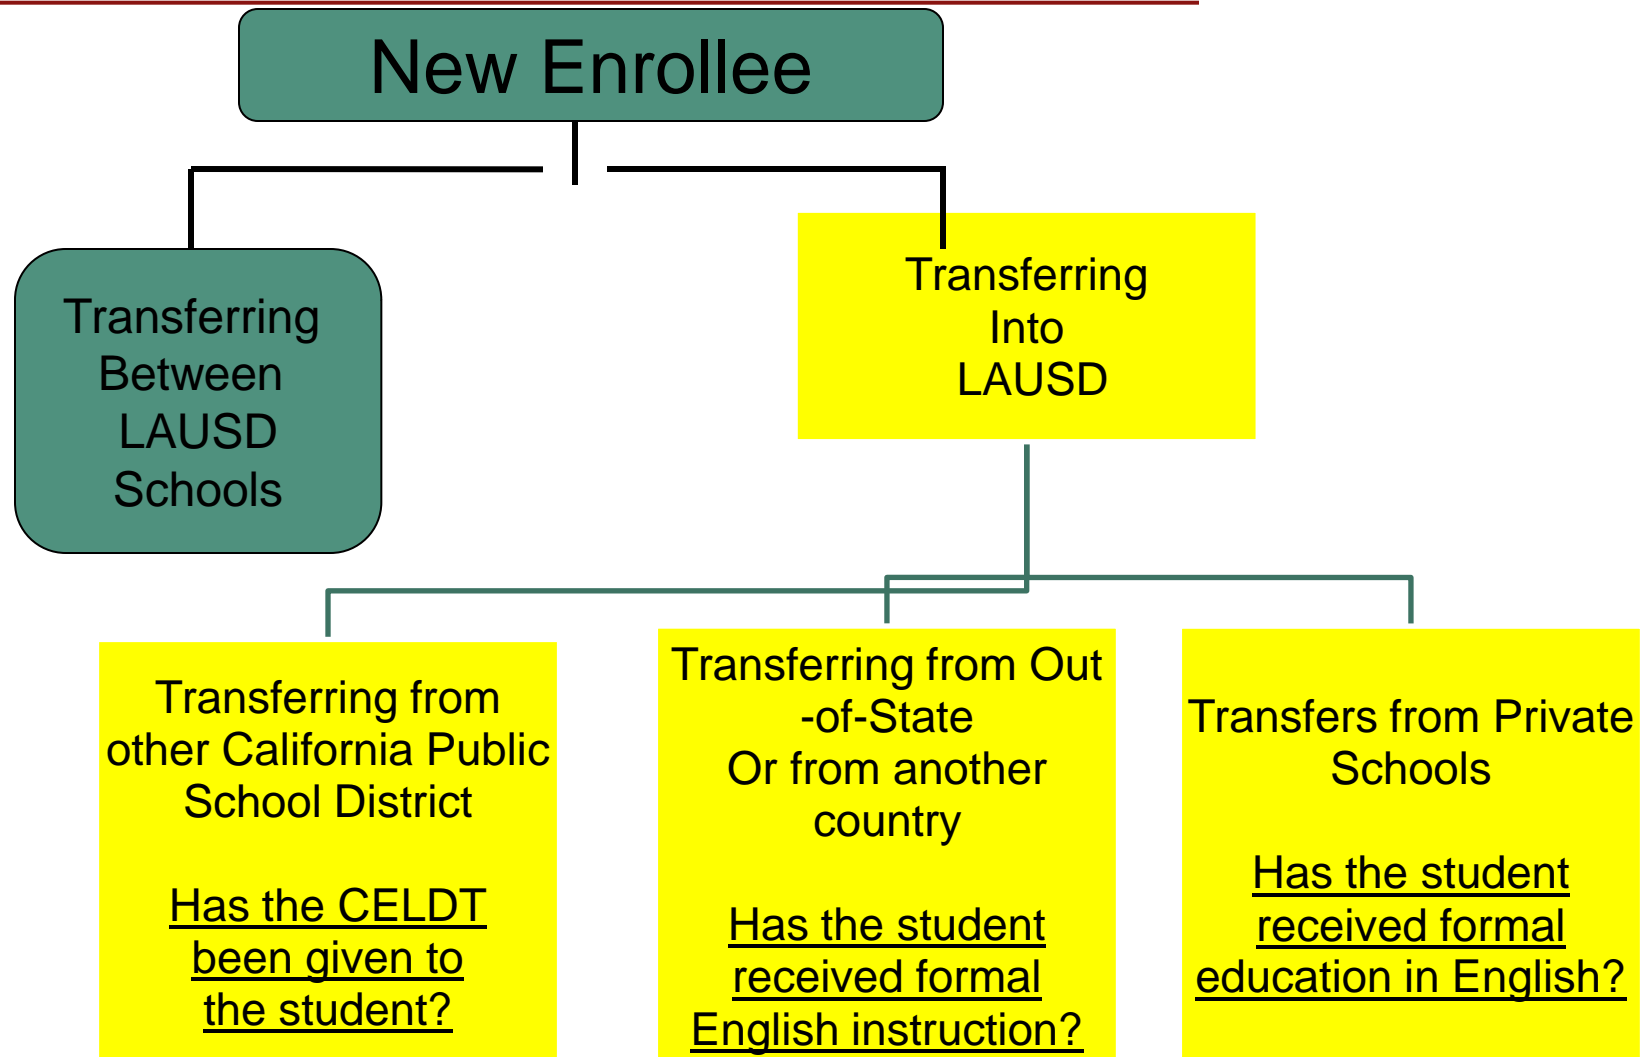 New Enrollee
Transferring
Between
LAUSD
Schools
Transferring
Into
LAUSD
Transferring from
other California Public
School District
Has the CELDT
been given to
the student?
Transferring from Out
-of-State
Or from another
country
Has the student
received formal
English instruction?
Transfers from Private
Schools
Has the student
received formal
education in English?